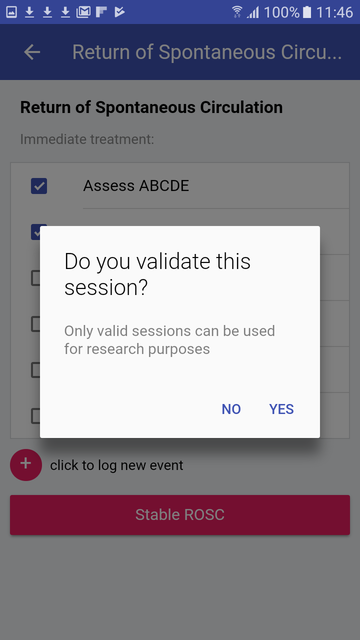 100% 11:46
Return of Spontaneous Circu...
Return of Spontaneous Circulation
Immediate treatment:
Assess ABCDE
Do you validate this
session?
Only valid sessions can be used
for research purposes
NO YES
+ click to log new event
Stable ROSC